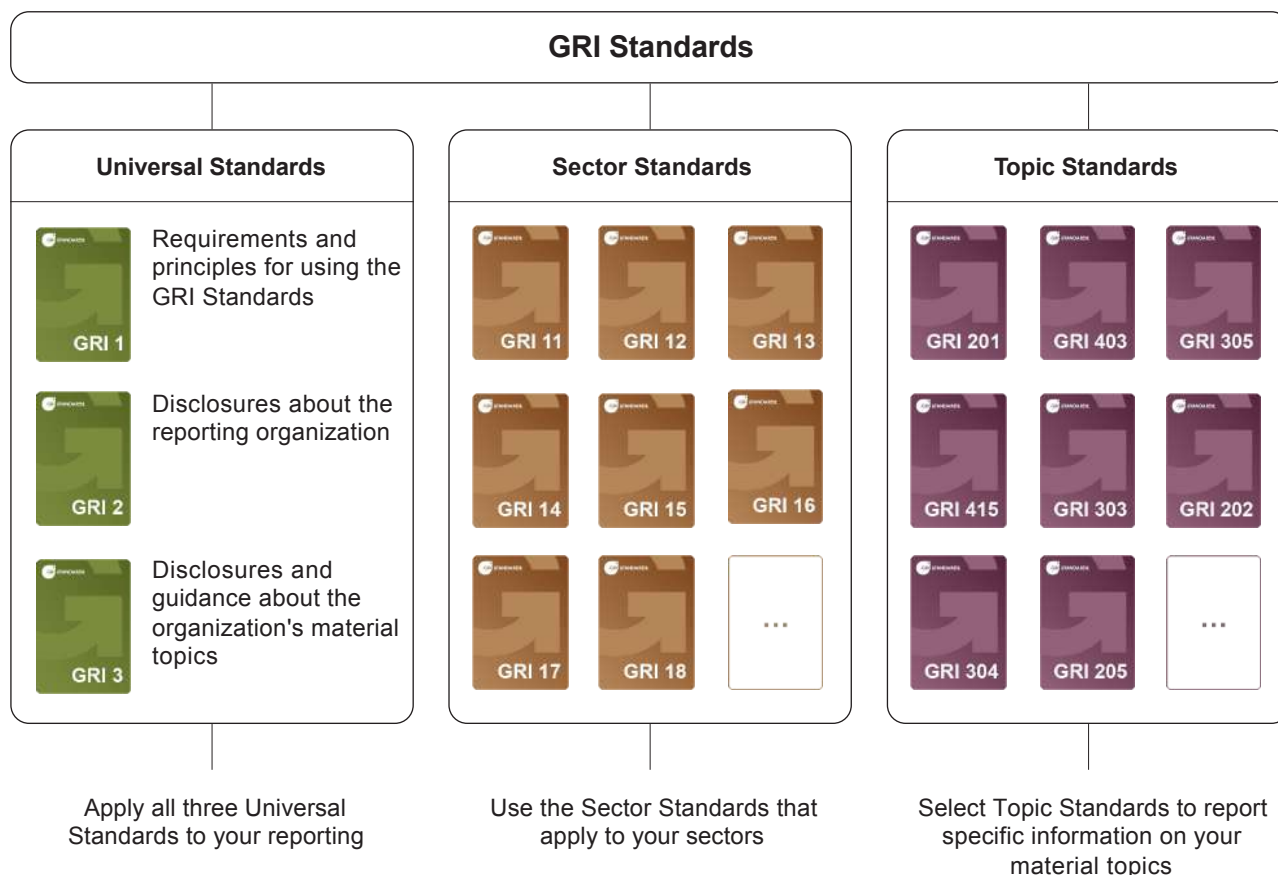 GRI Standards
Universal Standards
GRI 1
Requirements and
principles for using the
GRI Standards
GRI 2
Disclosures about the
reporting organization
GRI 3
Disclosures and
guidance about the
organization's material
topics
Apply all three Universal
Standards to your reporting
Sector Standards
GRI 11
GRI 12
GRI 13
GRI 14
GRI 15
GRI 16
GRI 17
GRI 18
...
Use the Sector Standards that
apply to your sectors
Topic Standards
GRI 201
GRI 403
GRI 305
GRI 415
GRI 303
GRI 202
GRI 304
GRI 205
...
Select Topic Standards to report
specific information on your
material topics